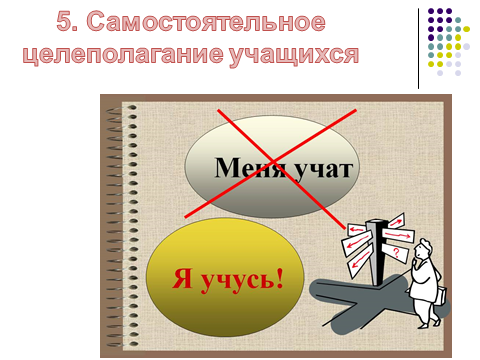 5. Самостоятельное
целеполагание учащихся
Меня учат
?
Я учусь!